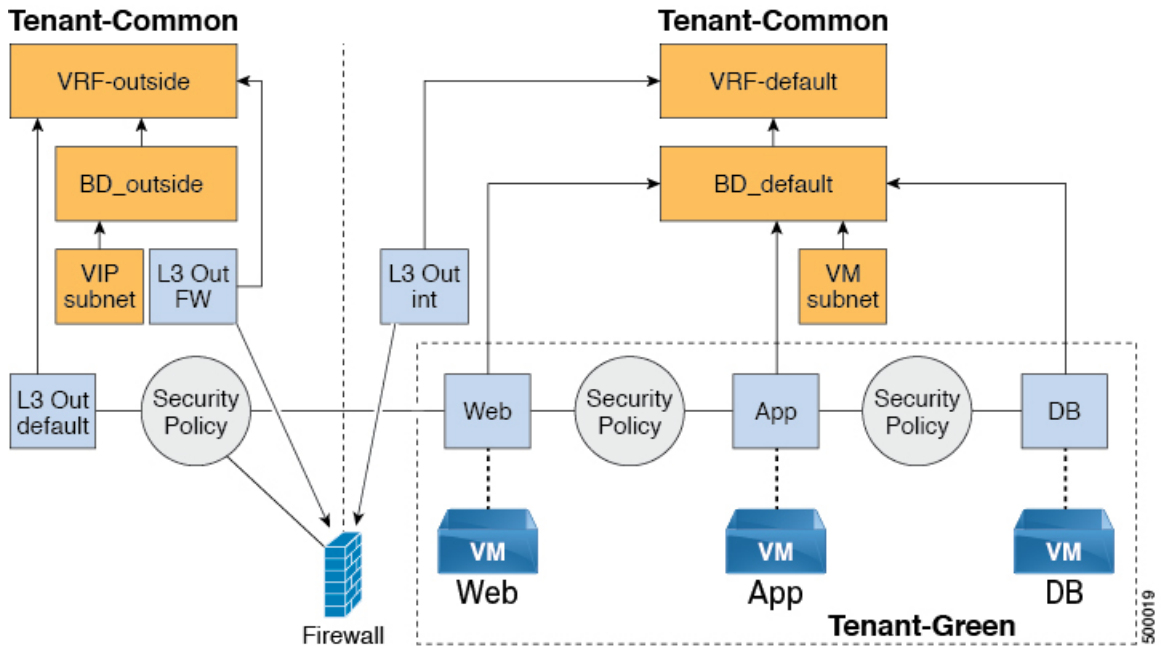 Tenant-Common
Tenant-Common
VRF-outside
VRF-default
BD_outside
BD_default
VIP
subnet
L3 Out
FW
L3 Out
int
VM
subnet
L3 Out
default
Security
Policy
Web
Security
Policy
App
Security
Policy
DB
VM
VM
VM
Web
App
DB
Firewall
Tenant-Green
500019